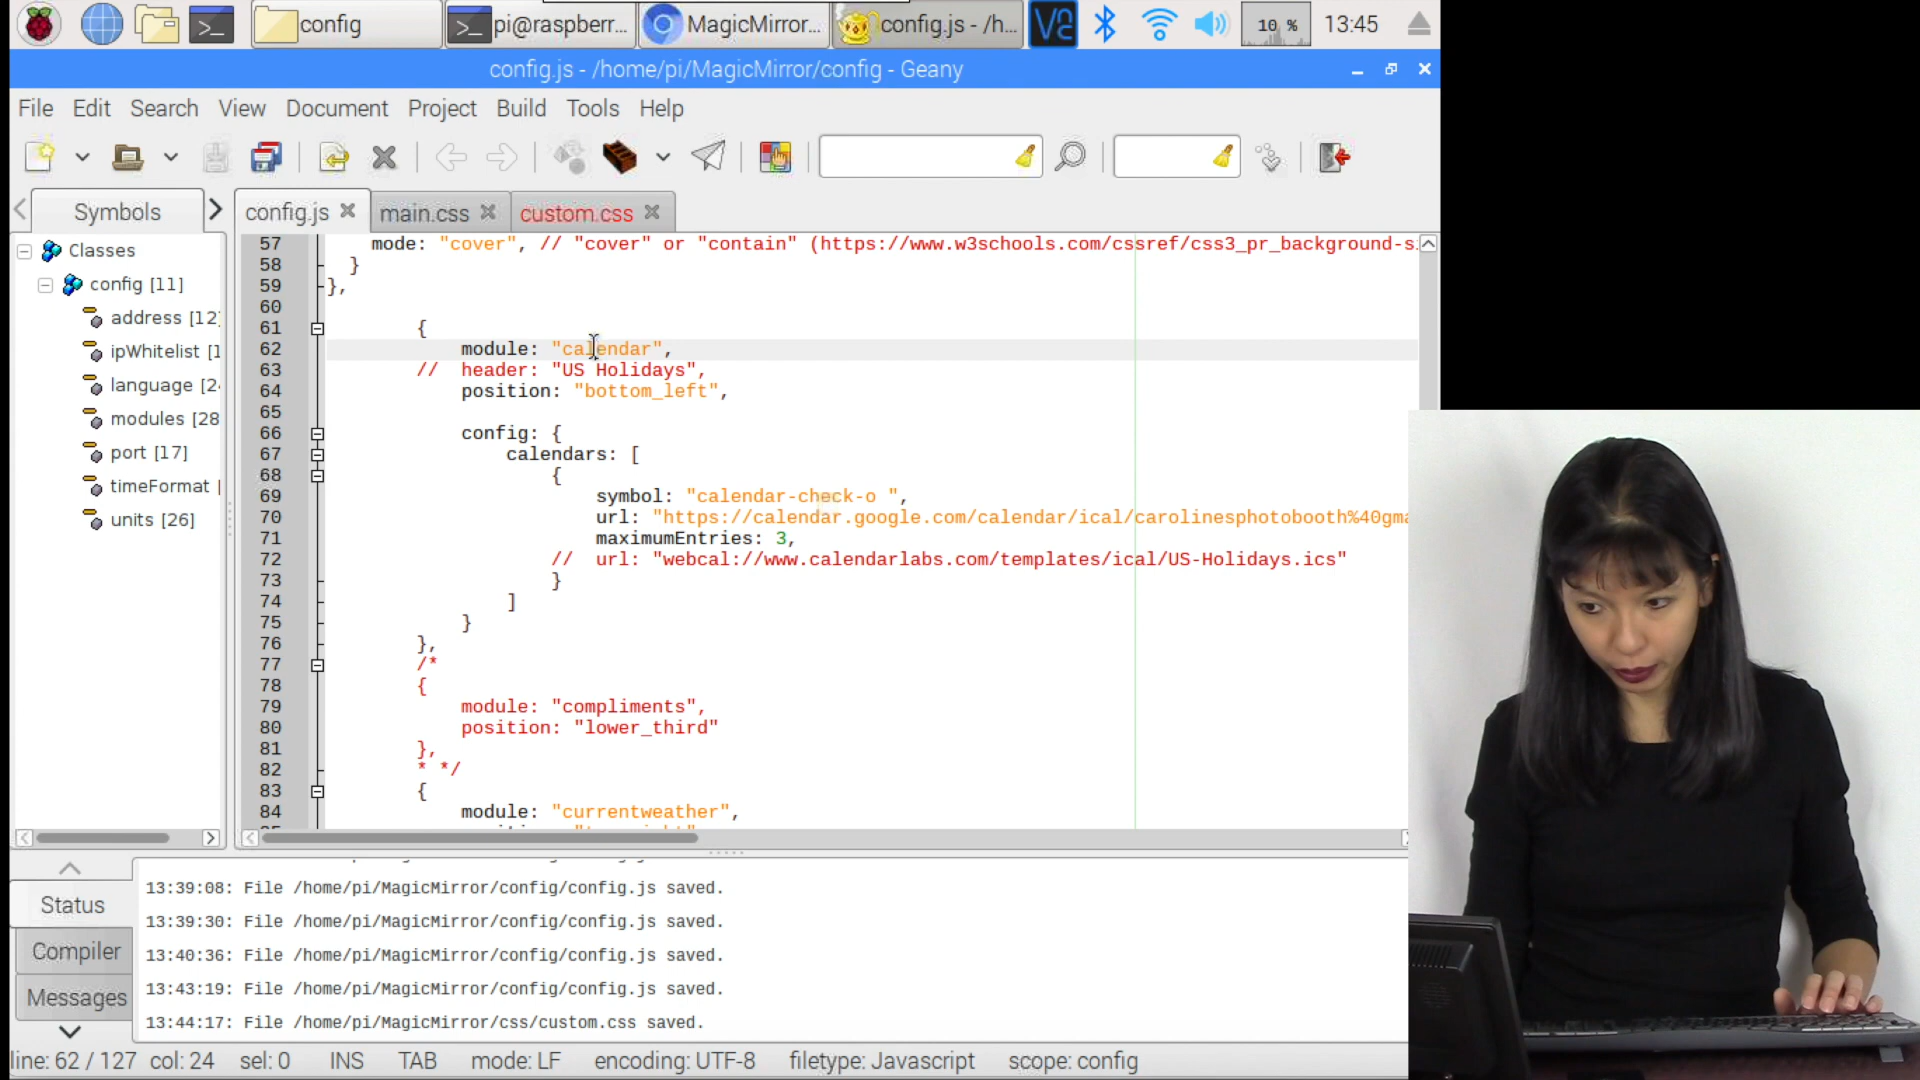 config
pi@raspberr...
MagicMirror...
config.js - /h...
10 %
13:45
config.js - /home/pi/MagicMirror/config - Geany
File Edit Search View Document Project Build Tools Help
Symbols
config.js
main.css
custom.css
Classes
config [11]
address [12
ipWhitelist [1
language [24
modules [28
port [17]
timeFormat [
units [26]
57 mode: "cover", // "cover" or "contain" (https://www.w3schools.com/cssref/css3_pr_background-s
58 }
59 },
60
61 {
62 module: "calendar",
63 // header: "US Holidays",
64 position: "bottom_left",
65
66 config: {
67 calendars: [
68 {
69 symbol: "calendar-check-o ",
70 url: "https://calendar.google.com/calendar/ical/carolinesphotobooth%40gma
71 maximumEntries: 3,
72 // url: "webcal://www.calendarlabs.com/templates/ical/US-Holidays.ics"
73 }
74 ]
75 }
76 },
77 /*
78 {
79 module: "compliments",
80 position: "lower_third"
81 },
82 * */
83 {
84 module: "currentweather",
Status
Compiler
Messages
13:39:08: File /home/pi/MagicMirror/config/config.js saved.
13:39:30: File /home/pi/MagicMirror/config/config.js saved.
13:40:36: File /home/pi/MagicMirror/config/config.js saved.
13:43:19: File /home/pi/MagicMirror/config/config.js saved.
13:44:17: File /home/pi/MagicMirror/css/custom.css saved.
line: 62 / 127 col: 24 sel: 0 INS TAB mode: LF encoding: UTF-8 filetype: Javascript scope: config